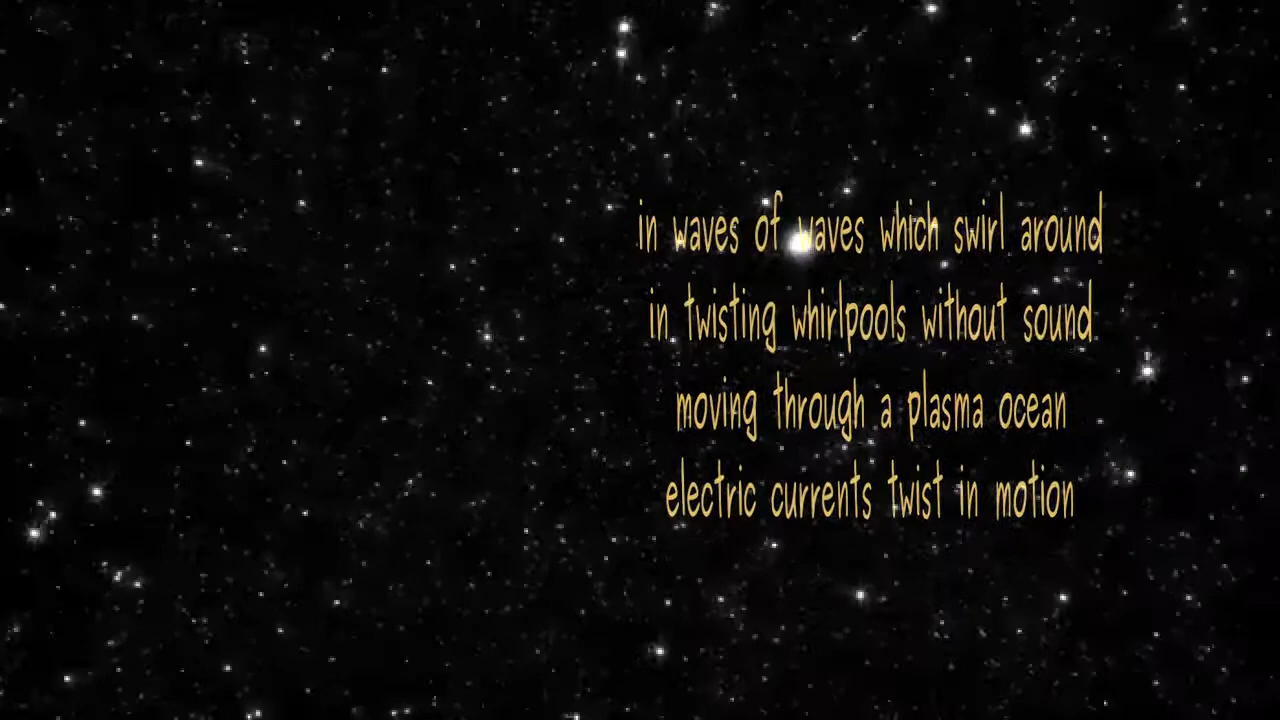 in waves of waves which swirl around
in twisting whirlpools without sound
moving through a plasma ocean
electric currents twist in motion